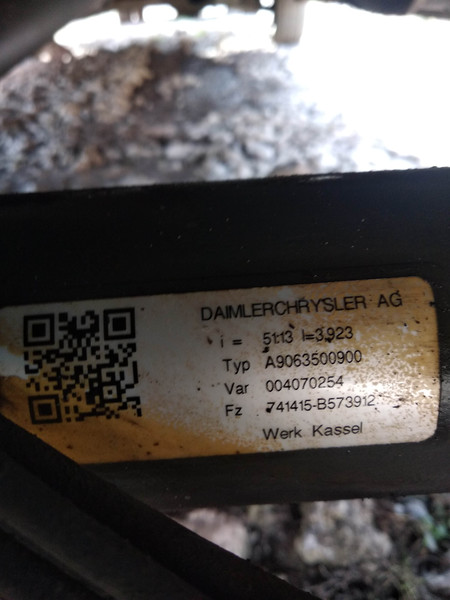 DAIMLERCHRYSLER AG
i = 51:13 I=3,923
Typ A9063500900
Var 004070254
Fz 741415-B573912
Werk Kassel